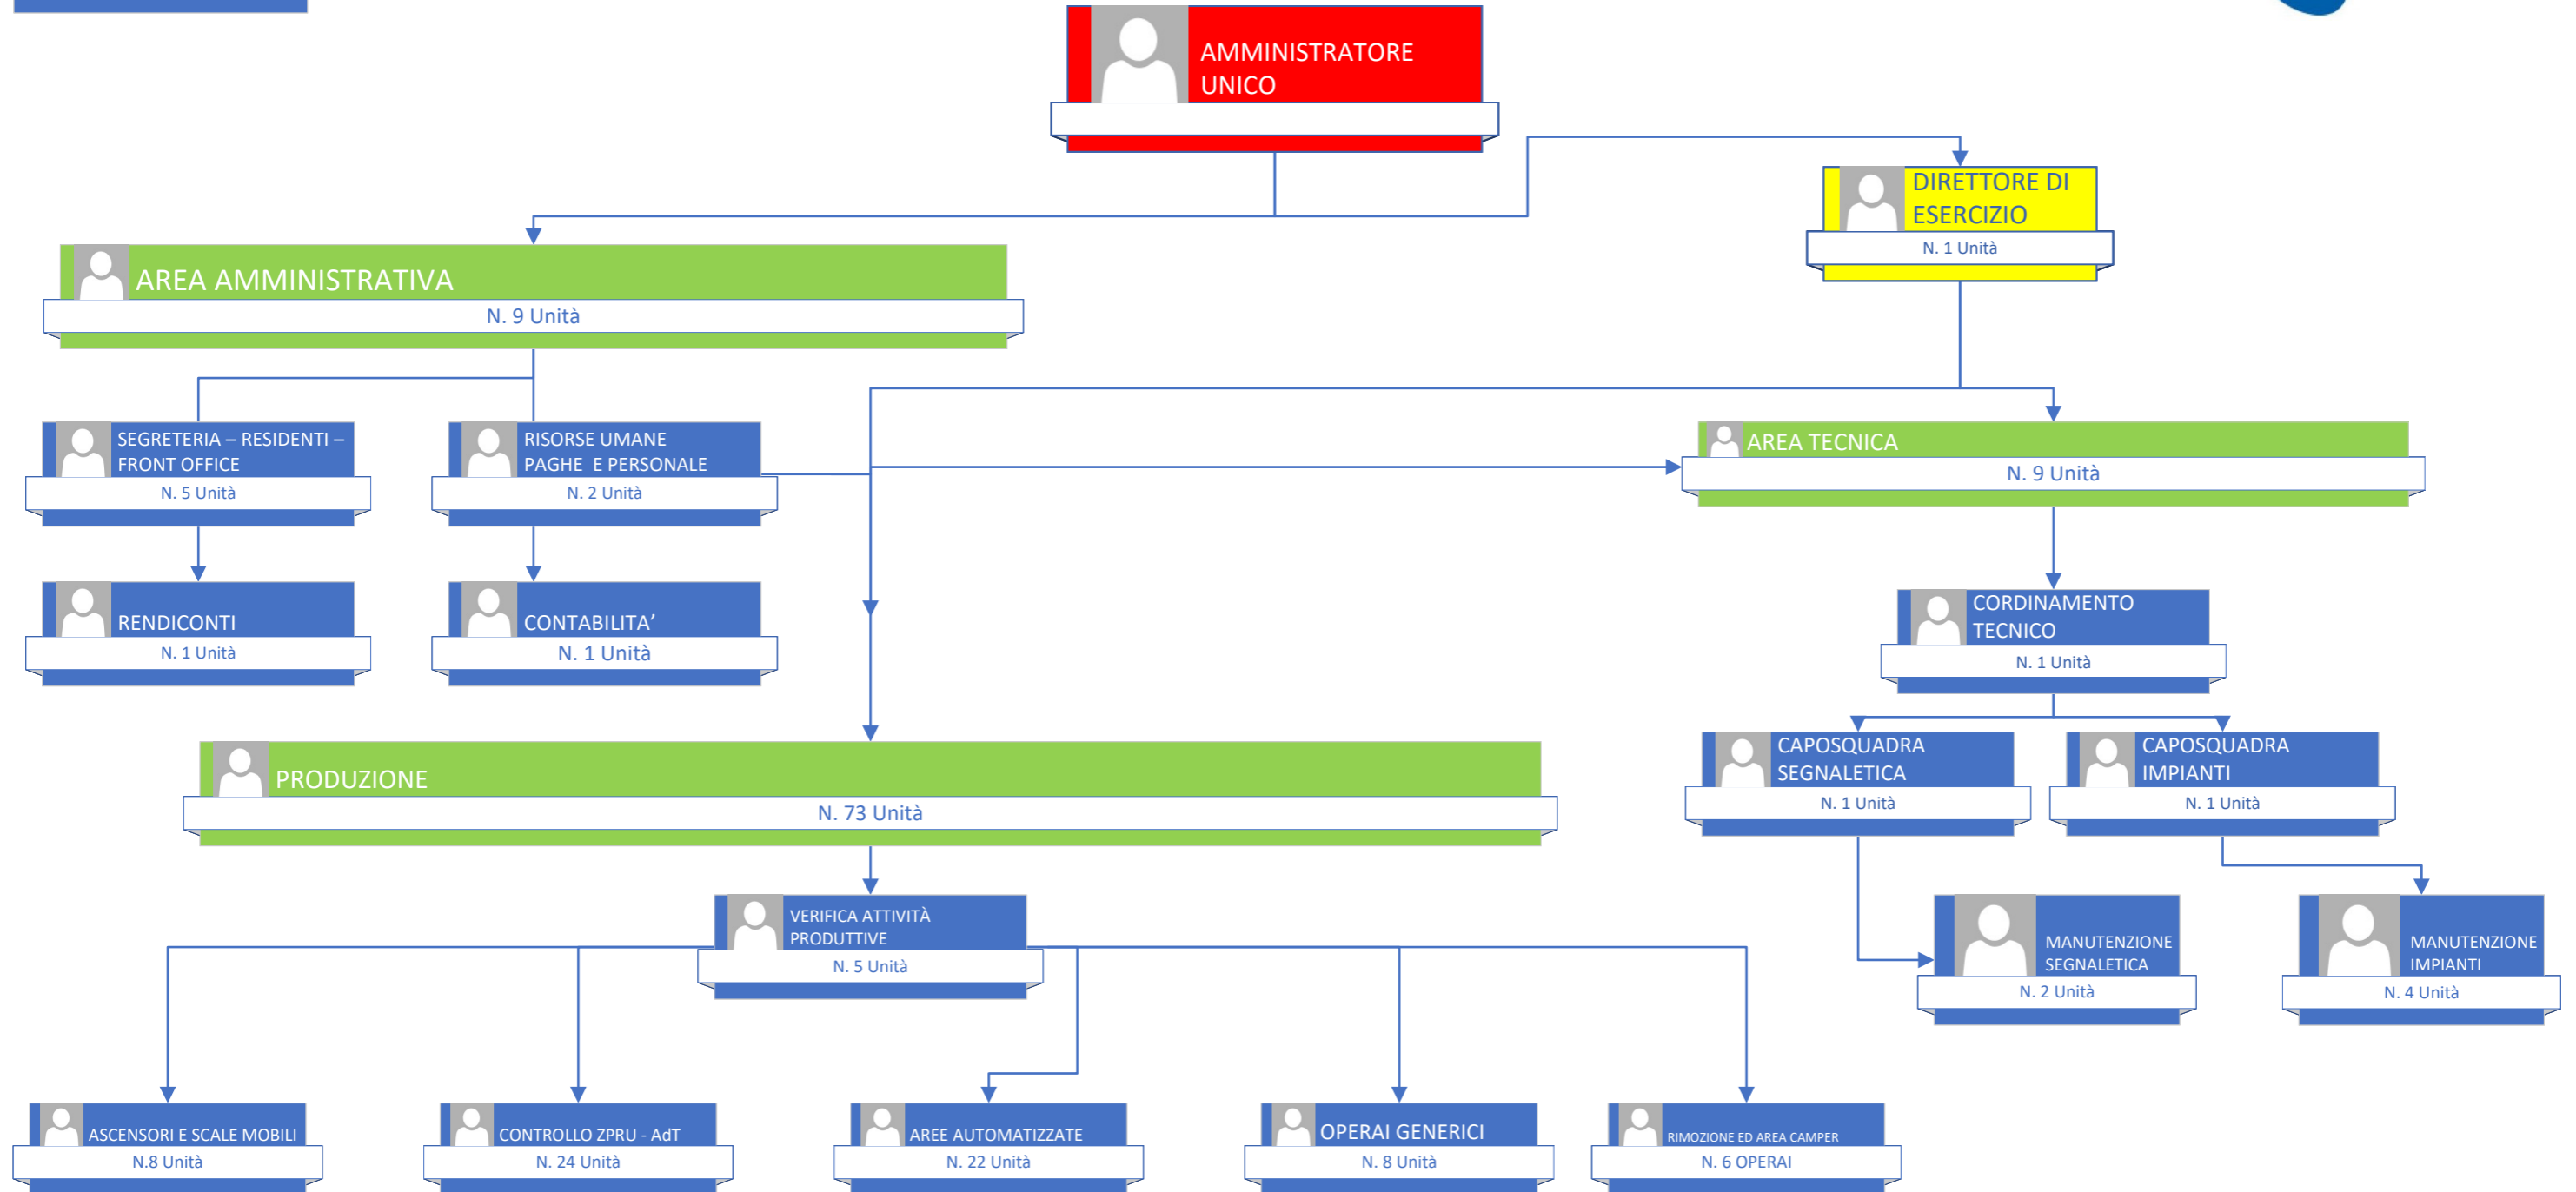 AMMINISTRATORE
UNICO
DIRETTORE DI
ESERCIZIO
N. 1 Unità
AREA AMMINISTRATIVA
N. 9 Unità
SEGRETERIA – RESIDENTI –
FRONT OFFICE
N. 5 Unità
RISORSE UMANE
PAGHE E PERSONALE
N. 2 Unità
AREA TECNICA
N. 9 Unità
RENDICONTI
N. 1 Unità
CONTABILITA’
N. 1 Unità
CORDINAMENTO
TECNICO
N. 1 Unità
PRODUZIONE
N. 73 Unità
CAPOSQUADRA
SEGNALETICA
N. 1 Unità
CAPOSQUADRA
IMPIANTI
N. 1 Unità
VERIFICA ATTIVITÀ
PRODUTTIVE
N. 5 Unità
MANUTENZIONE
SEGNALETICA
N. 2 Unità
MANUTENZIONE
IMPIANTI
N. 4 Unità
ASCENSORI E SCALE MOBILI
N.8 Unità
CONTROLLO ZPRU - AdT
N. 24 Unità
AREE AUTOMATIZZATE
N. 22 Unità
OPERAI GENERICI
N. 8 Unità
RIMOZIONE ED AREA CAMPER
N. 6 OPERAI